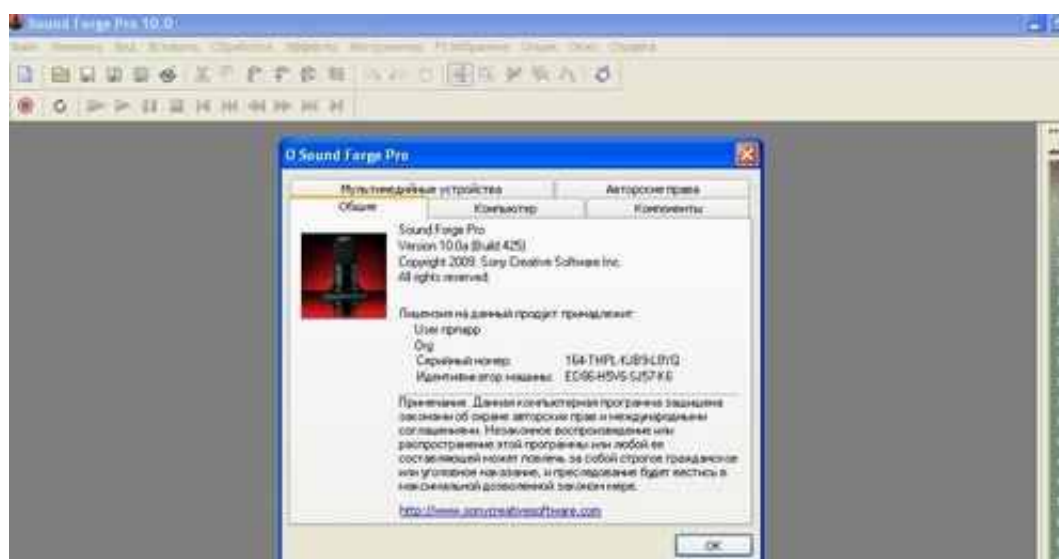 Sound Forge Pro 10.0
Вид
О Sound Forge Pro
Мультимедийные устройства Авторские права
Общие Компьютер Компоненты
Sound Forge Pro
Version 10.0a (Build 425)
Copyright 2009. Sony Creative Software Inc.
All rights reserved.
Лицензия на данный продукт принадлежит:
User
Org
Серийный номер:
Идентификатор машины:
Примечание. Данная компьютерная программа защищена
законами об охране авторских прав и международными
соглашениями. Незаконное воспроизведение или
распространение этой программы или любой ее
составляющей может повлечь за собой строгое гражданское
или уголовное наказание, и преследование будет вестись в
максимальной дозволенной законом мере.
http://www.sonycreativesoftware.com
OK